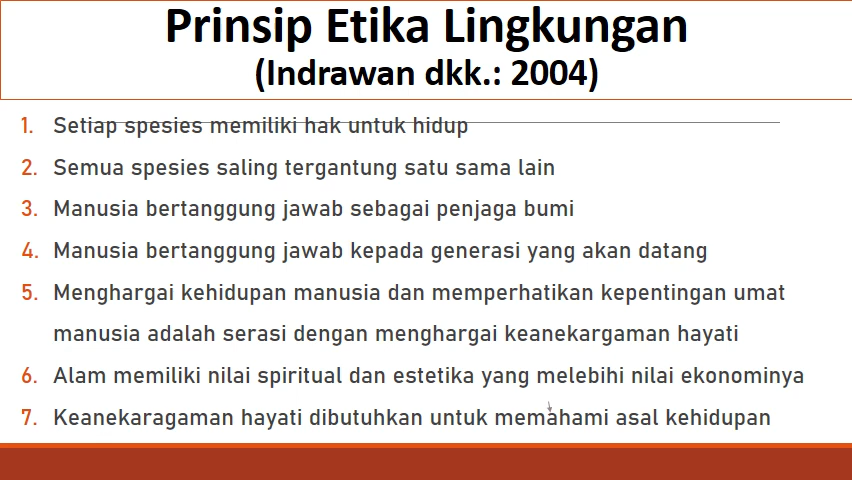 Prinsip Etika Lingkungan
(Indrawan dkk.: 2004)
1. Setiap spesies memiliki hak untuk hidup
2. Semua spesies saling tergantung satu sama lain
3. Manusia bertanggung jawab sebagai penjaga bumi
4. Manusia bertanggung jawab kepada generasi yang akan datang
5. Menghargai kehidupan manusia dan memperhatikan kepentingan umat
manusia adalah serasi dengan menghargai keanekargaman hayati
6. Alam memiliki nilai spiritual dan estetika yang melebihi nilai ekonominya
7. Keanekaragaman hayati dibutuhkan untuk memahami asal kehidupan